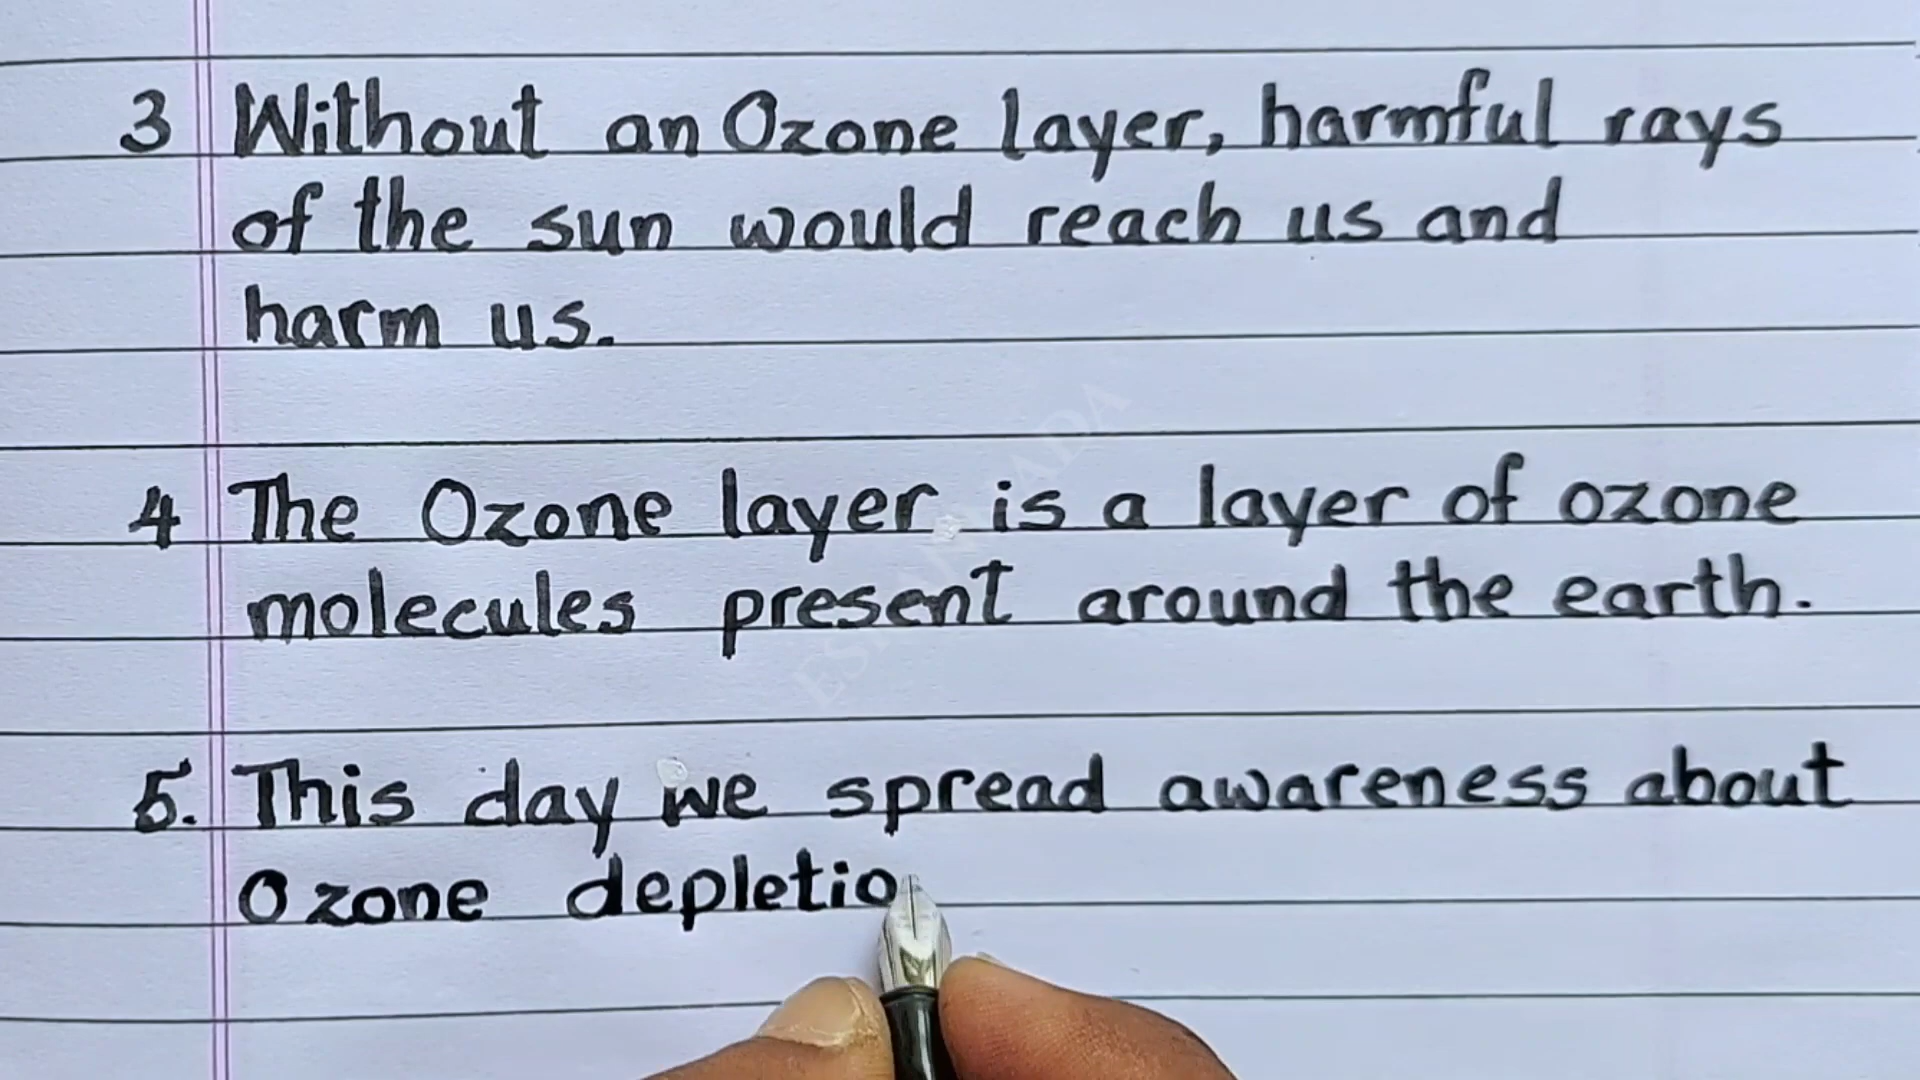 3 Without an Ozone layer, harmful rays
of the sun would reach us and
harm us.
4 The Ozone layer is a layer of ozone
molecules present around the earth.
5. This day we spread awareness about
Ozone depletio